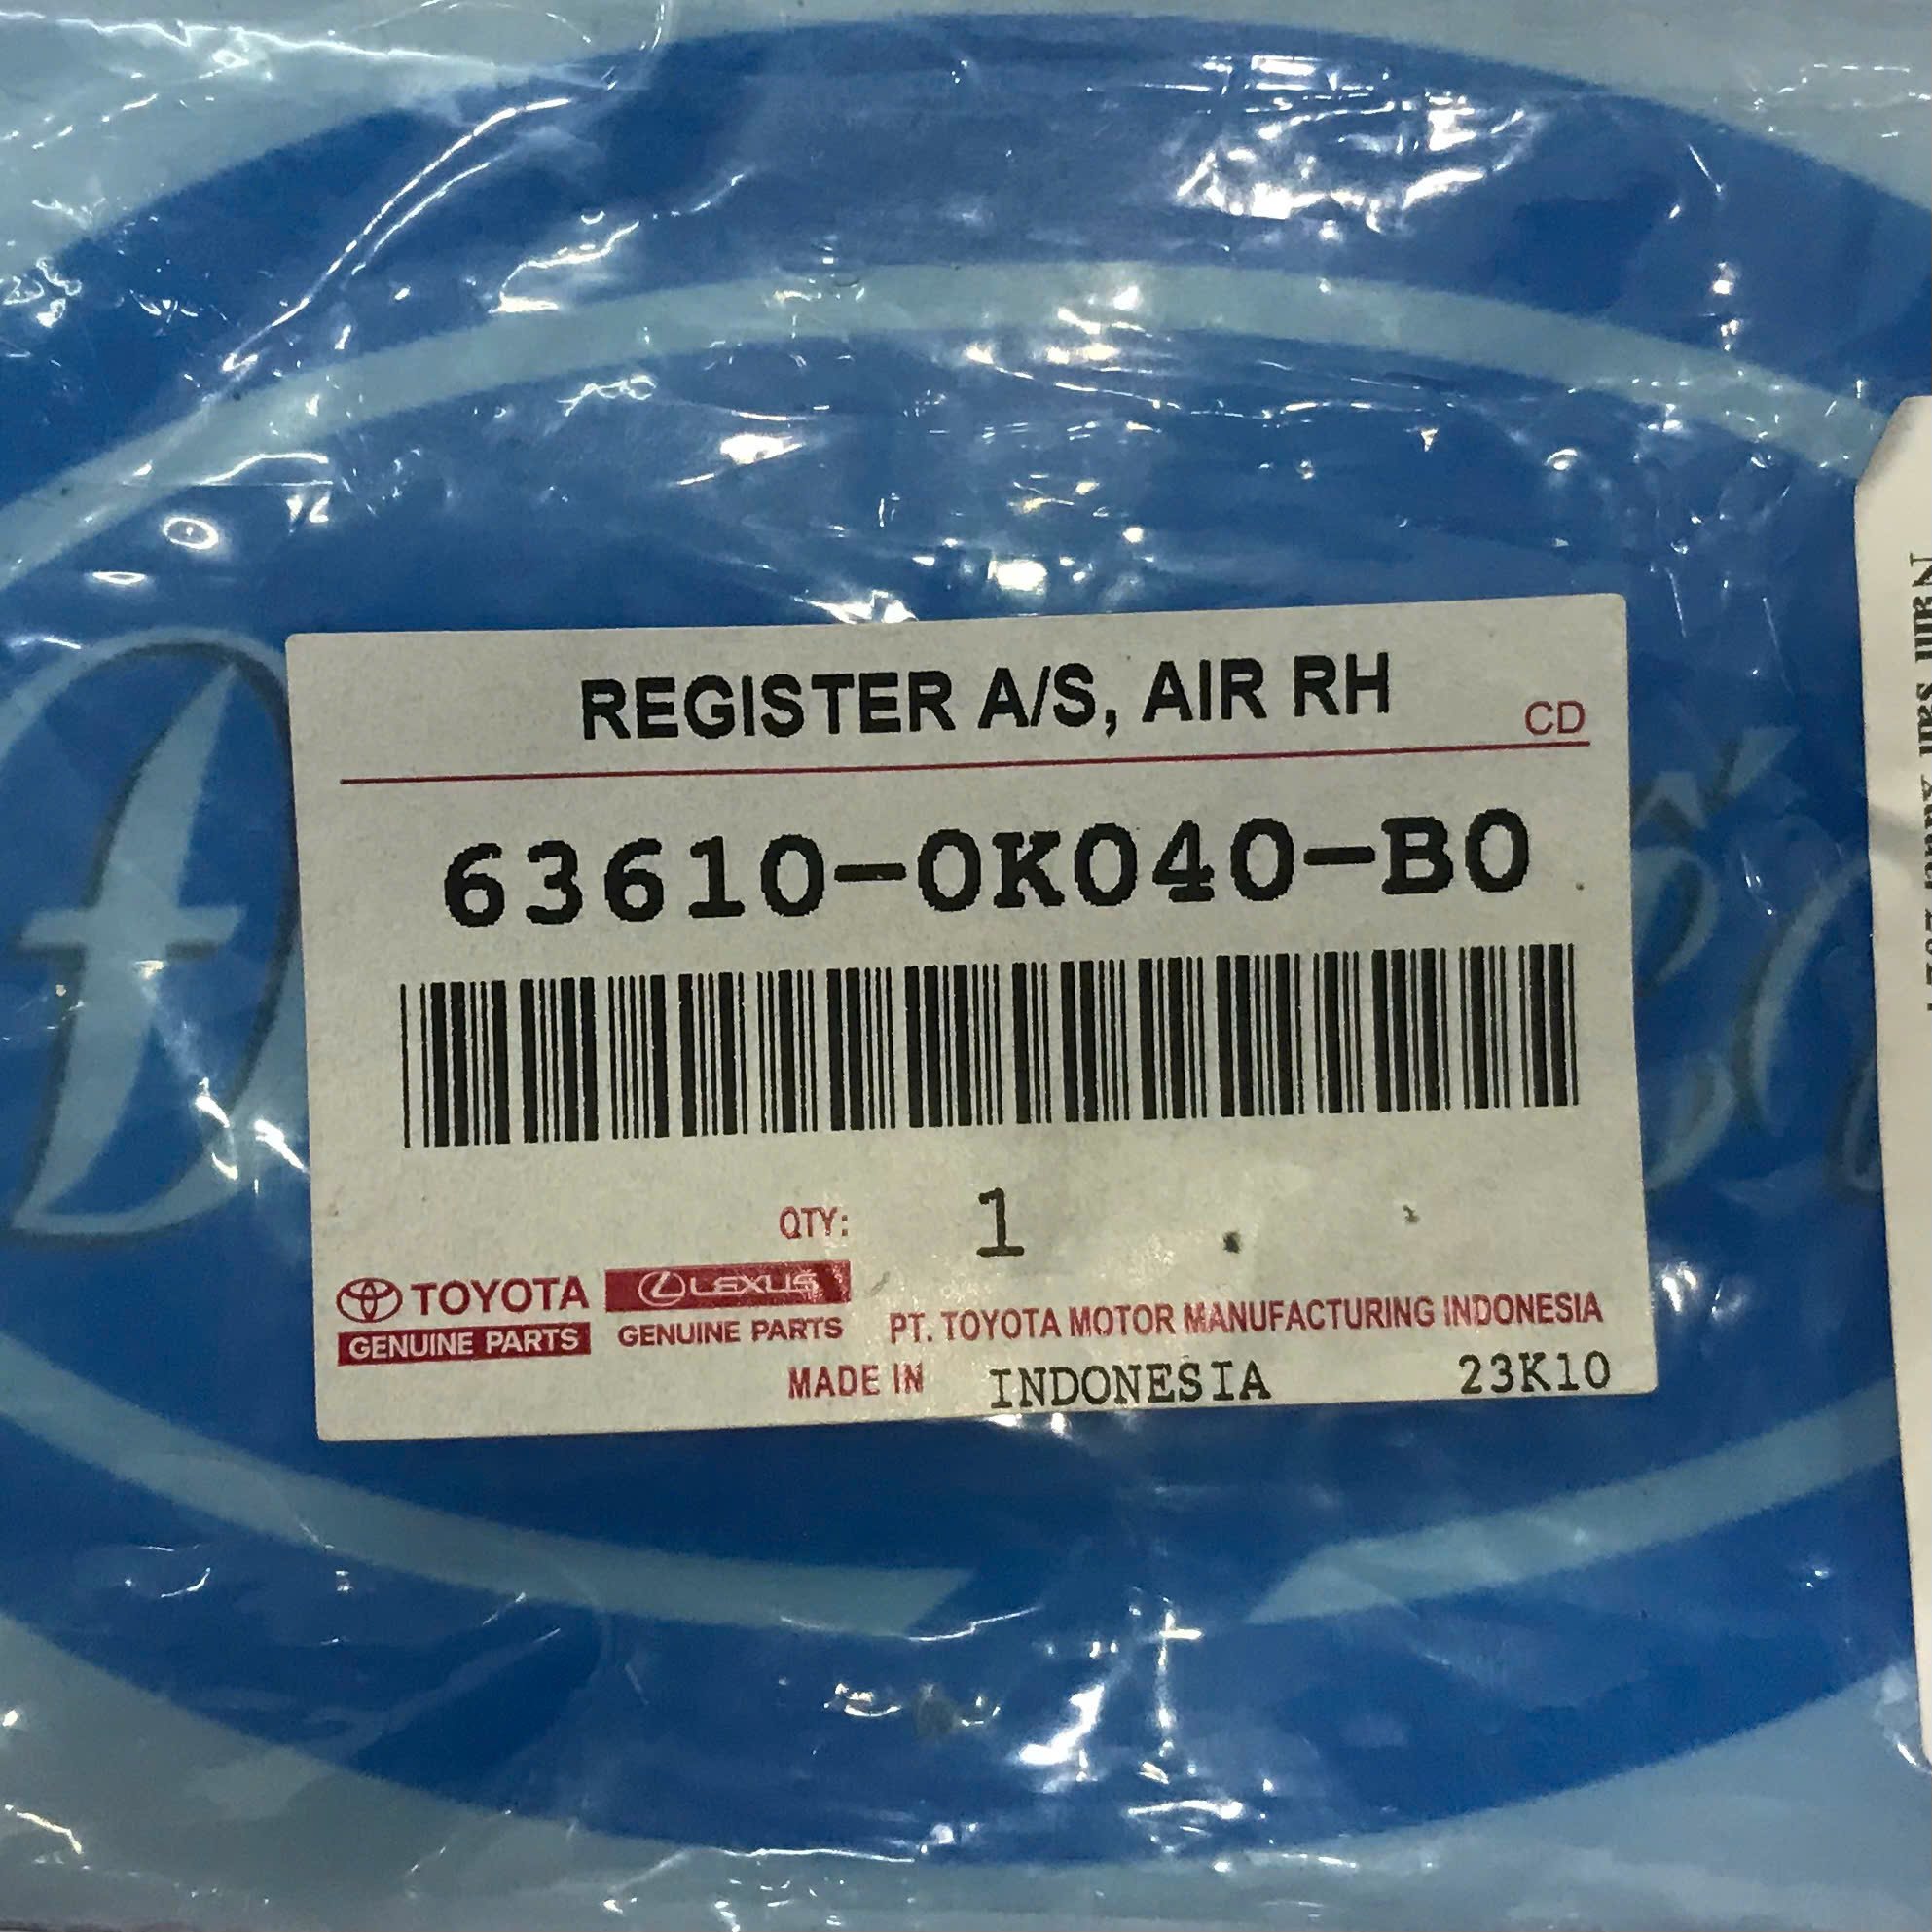 REGISTER A/S, AIR RH
CD
63610-0K040-B0
QTY: 1
TOYOTA
GENUINE PARTS
LEXUS
GENUINE PARTS
PT. TOYOTA MOTOR MANUFACTURING INDONESIA
MADE IN INDONESIA 23K10